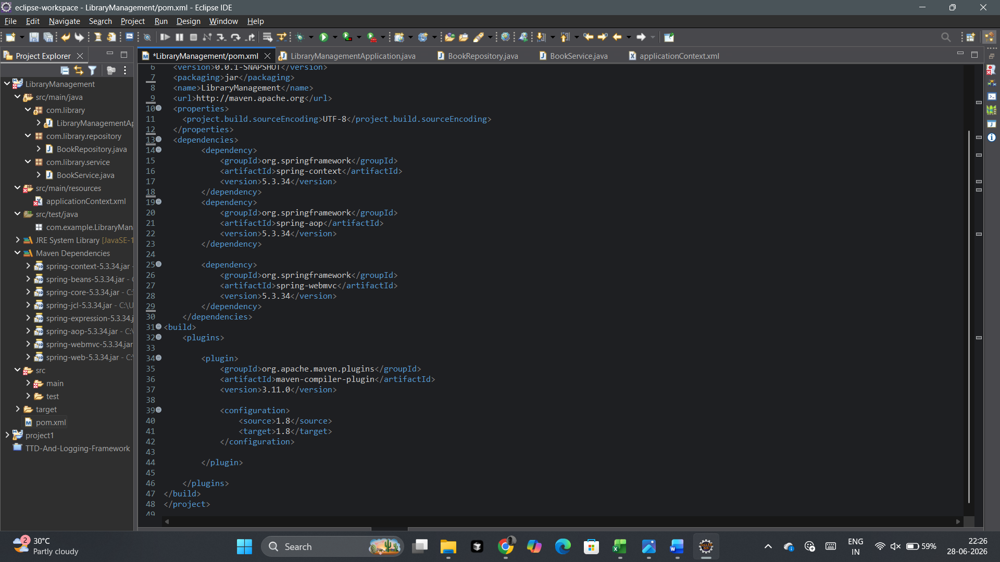 eclipse-workspace - LibraryManagement/pom.xml - Eclipse IDE
File Edit Navigate Search Project Run Design Window Help
Project Explorer
*LibraryManagement/pom.xml
LibraryManagementApplication.java
BookRepository.java
BookService.java
applicationContext.xml
LibraryManagement
src/main/java
com.library
LibraryManagementAp
com.library.repository
BookRepository.java
com.library.service
BookService.java
src/main/resources
applicationContext.xml
src/test/java
com.example.LibraryMan
JRE System Library [JavaSE-1
Maven Dependencies
spring-context-5.3.34.jar -
spring-beans-5.3.34.jar - C
spring-core-5.3.34.jar - C:
spring-jcl-5.3.34.jar - C:\U
spring-expression-5.3.34.j
spring-aop-5.3.34.jar - C:\
spring-webmvc-5.3.34.jar
spring-web-5.3.34.jar - C:\
src
main
test
target
pom.xml
project1
TTD-And-Logging-Framework
6 <version>0.0.1-SNAPSHOT</version>
7 <packaging>jar</packaging>
8 <name>LibraryManagement</name>
9 <url>http://maven.apache.org</url>
10 <properties>
11 <project.build.sourceEncoding>UTF-8</project.build.sourceEncoding>
12 </properties>
13 <dependencies>
14 <dependency>
15 <groupId>org.springframework</groupId>
16 <artifactId>spring-context</artifactId>
17 <version>5.3.34</version>
18 </dependency>
19 <dependency>
20 <groupId>org.springframework</groupId>
21 <artifactId>spring-aop</artifactId>
22 <version>5.3.34</version>
23 </dependency>
24
25 <dependency>
26 <groupId>org.springframework</groupId>
27 <artifactId>spring-webmvc</artifactId>
28 <version>5.3.34</version>
29 </dependency>
30 </dependencies>
31 <build>
32 <plugins>
33
34 <plugin>
35 <groupId>org.apache.maven.plugins</groupId>
36 <artifactId>maven-compiler-plugin</artifactId>
37 <version>3.11.0</version>
38
39 <configuration>
40 <source>1.8</source>
41 <target>1.8</target>
42 </configuration>
43
44 </plugin>
45
46 </plugins>
47 </build>
48 </project>
49
2
30°C
Partly cloudy
Search
ENG
IN
59%
22:26
28-06-2026